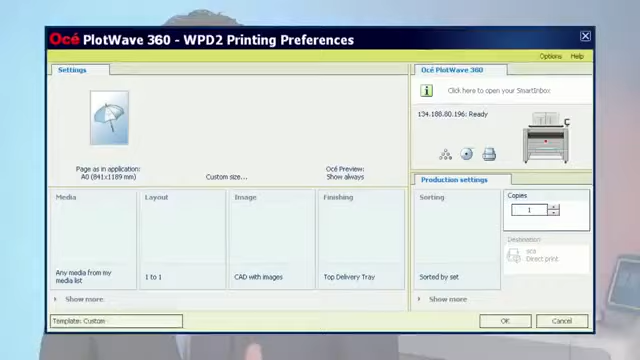 Océ PlotWave 360 - WPD2 Printing Preferences
Options Help
Settings
Page as in application:
A0 (841x1189 mm)
Custom size...
Océ Preview:
Show always
Media
Any media from my
media list
Layout
1 to 1
Image
CAD with images
Finishing
Top Delivery Tray
Show more
Template: Custom
Océ PlotWave 360
Click here to open your SmartInbox
134.188.80.196: Ready
Production settings
Sorting
Sorted by set
Copies
1
Destination
oca
Direct print
Show more
OK
Cancel